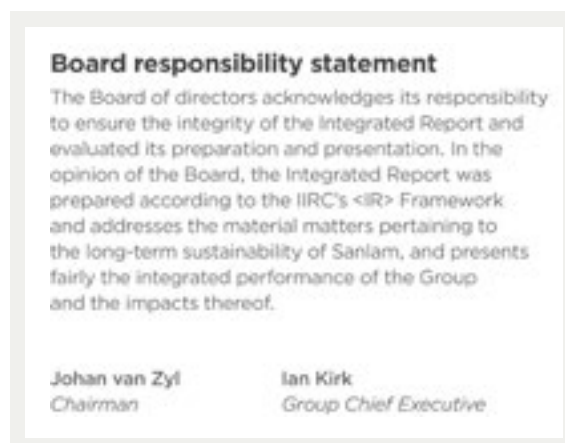 Board responsibility statement
The Board of directors acknowledges its responsibility
to ensure the integrity of the Integrated Report and
evaluated its preparation and presentation. In the
opinion of the Board, the Integrated Report was
prepared according to the IIRC's <IR> Framework
and addresses the material matters pertaining to
the long-term sustainability of Sanlam, and presents
fairly the integrated performance of the Group
and the impacts thereof.
Johan van Zyl Ian Kirk
Chairman Group Chief Executive